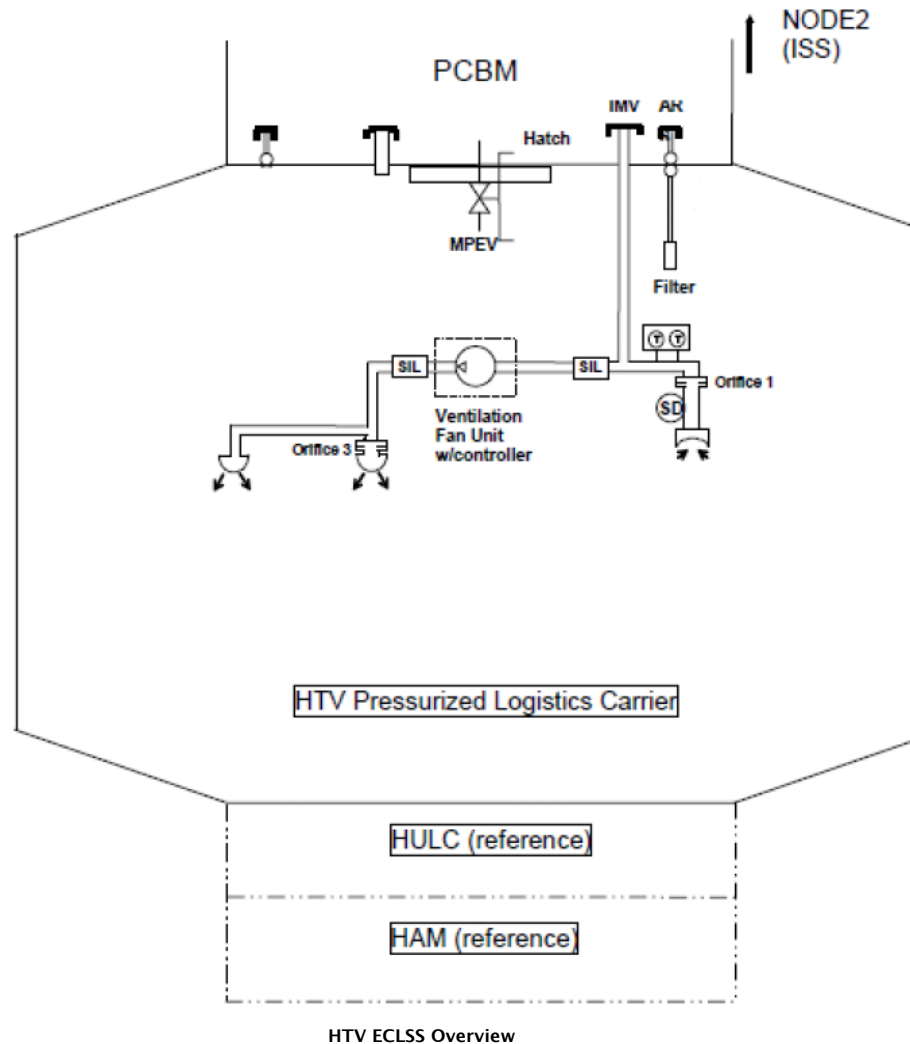 NODE2
(ISS)
PCBM
IMV
AR
Hatch
MPEV
Filter
T
T
SIL
SIL
Orifice 1
SD
Ventilation
Fan Unit
w/controller
Orifice 3
HTV Pressurized Logistics Carrier
HULC (reference)
HAM (reference)
HTV ECLSS Overview